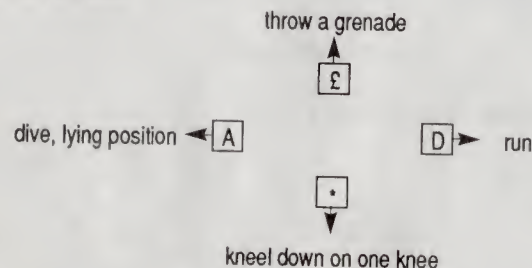 throw a grenade
£
dive, lying position A D run
*
kneel down on one knee